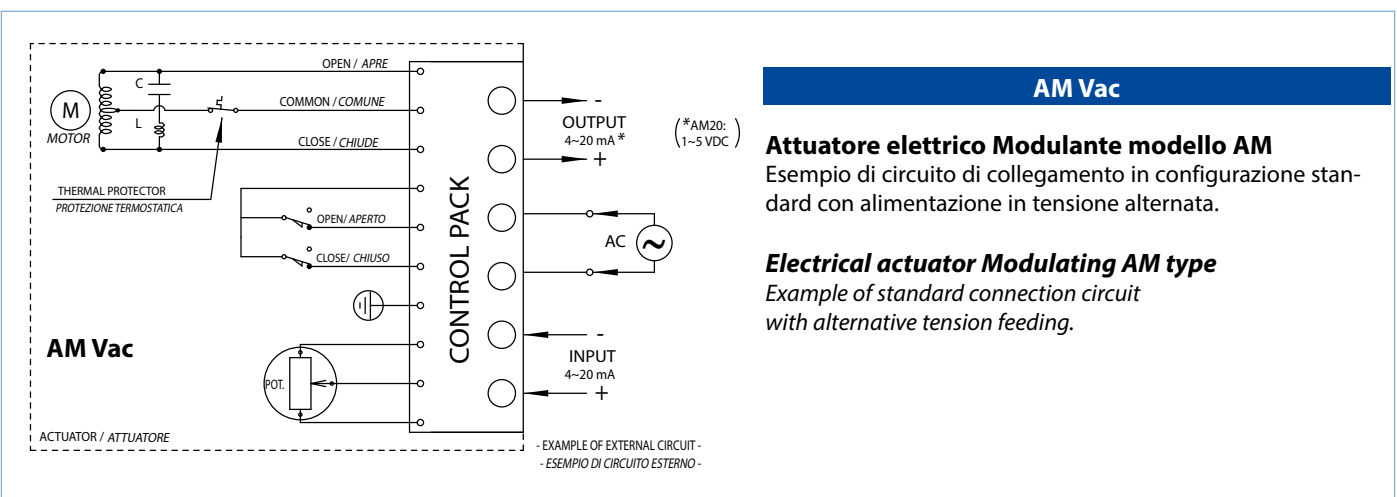 OPEN / APRE
C
COMMON / COMUNE
M
MOTOR
L
CLOSE / CHIUDE
THERMAL PROTECTOR
PROTEZIONE TERMOSTATICA
OPEN/ APERTO
CLOSE/ CHIUSO
AM Vac
POT.
ACTUATOR / ATTUATORE
CONTROL PACK
-
OUTPUT
4~20 mA *
+
(*AM20:
1~5 VDC )
AC
~
-
INPUT
4~20 mA
+
- EXAMPLE OF EXTERNAL CIRCUIT -
- ESEMPIO DI CIRCUITO ESTERNO -
AM Vac
Attuatore elettrico Modulante modello AM
Esempio di circuito di collegamento in configurazione stan-
dard con alimentazione in tensione alternata.
Electrical actuator Modulating AM type
Example of standard connection circuit
with alternative tension feeding.